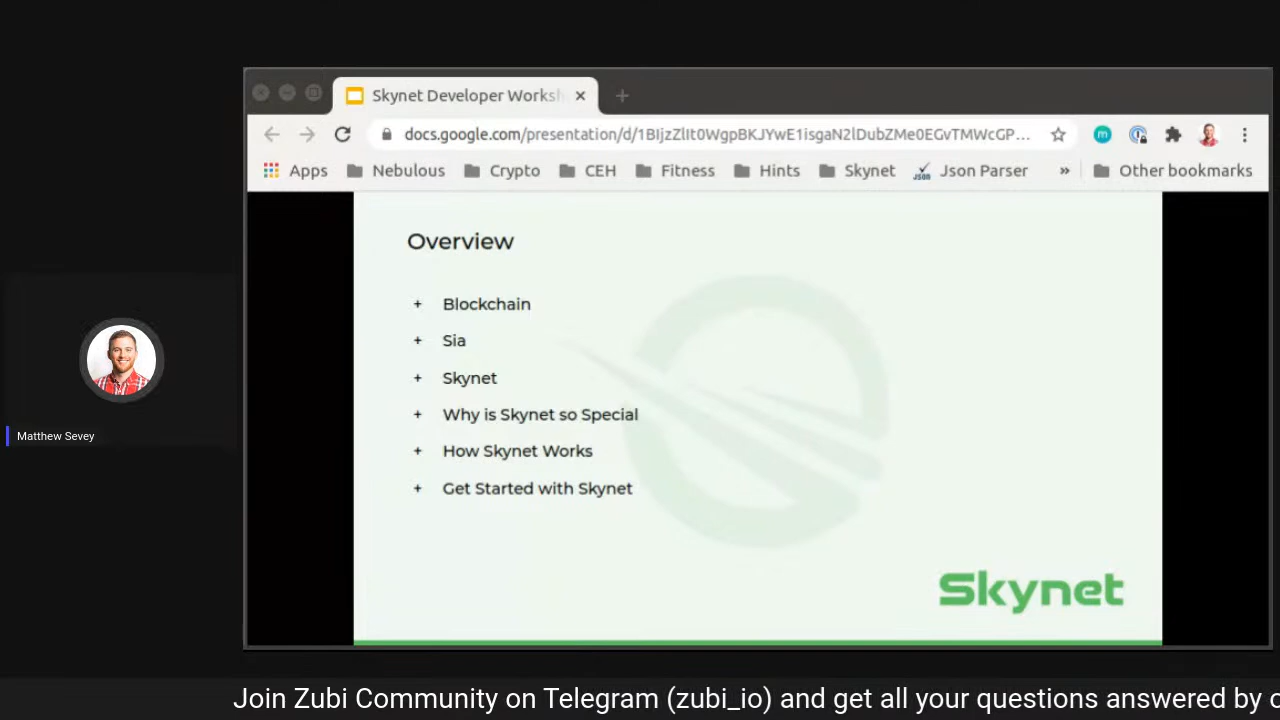 Skynet Developer Worksh
docs.google.com/presentation/d/1BIjzZlIt0WgpBKJYwE1isgaN2lDubZMe0EGvTMWcGP...
Apps Nebulous Crypto CEH Fitness Hints Skynet Json Parser » Other bookmarks
Overview
+ Blockchain
+ Sia
+ Skynet
+ Why is Skynet so Special
+ How Skynet Works
+ Get Started with Skynet
Matthew Sevey
Skynet
Join Zubi Community on Telegram (zubi_io) and get all your questions answered by